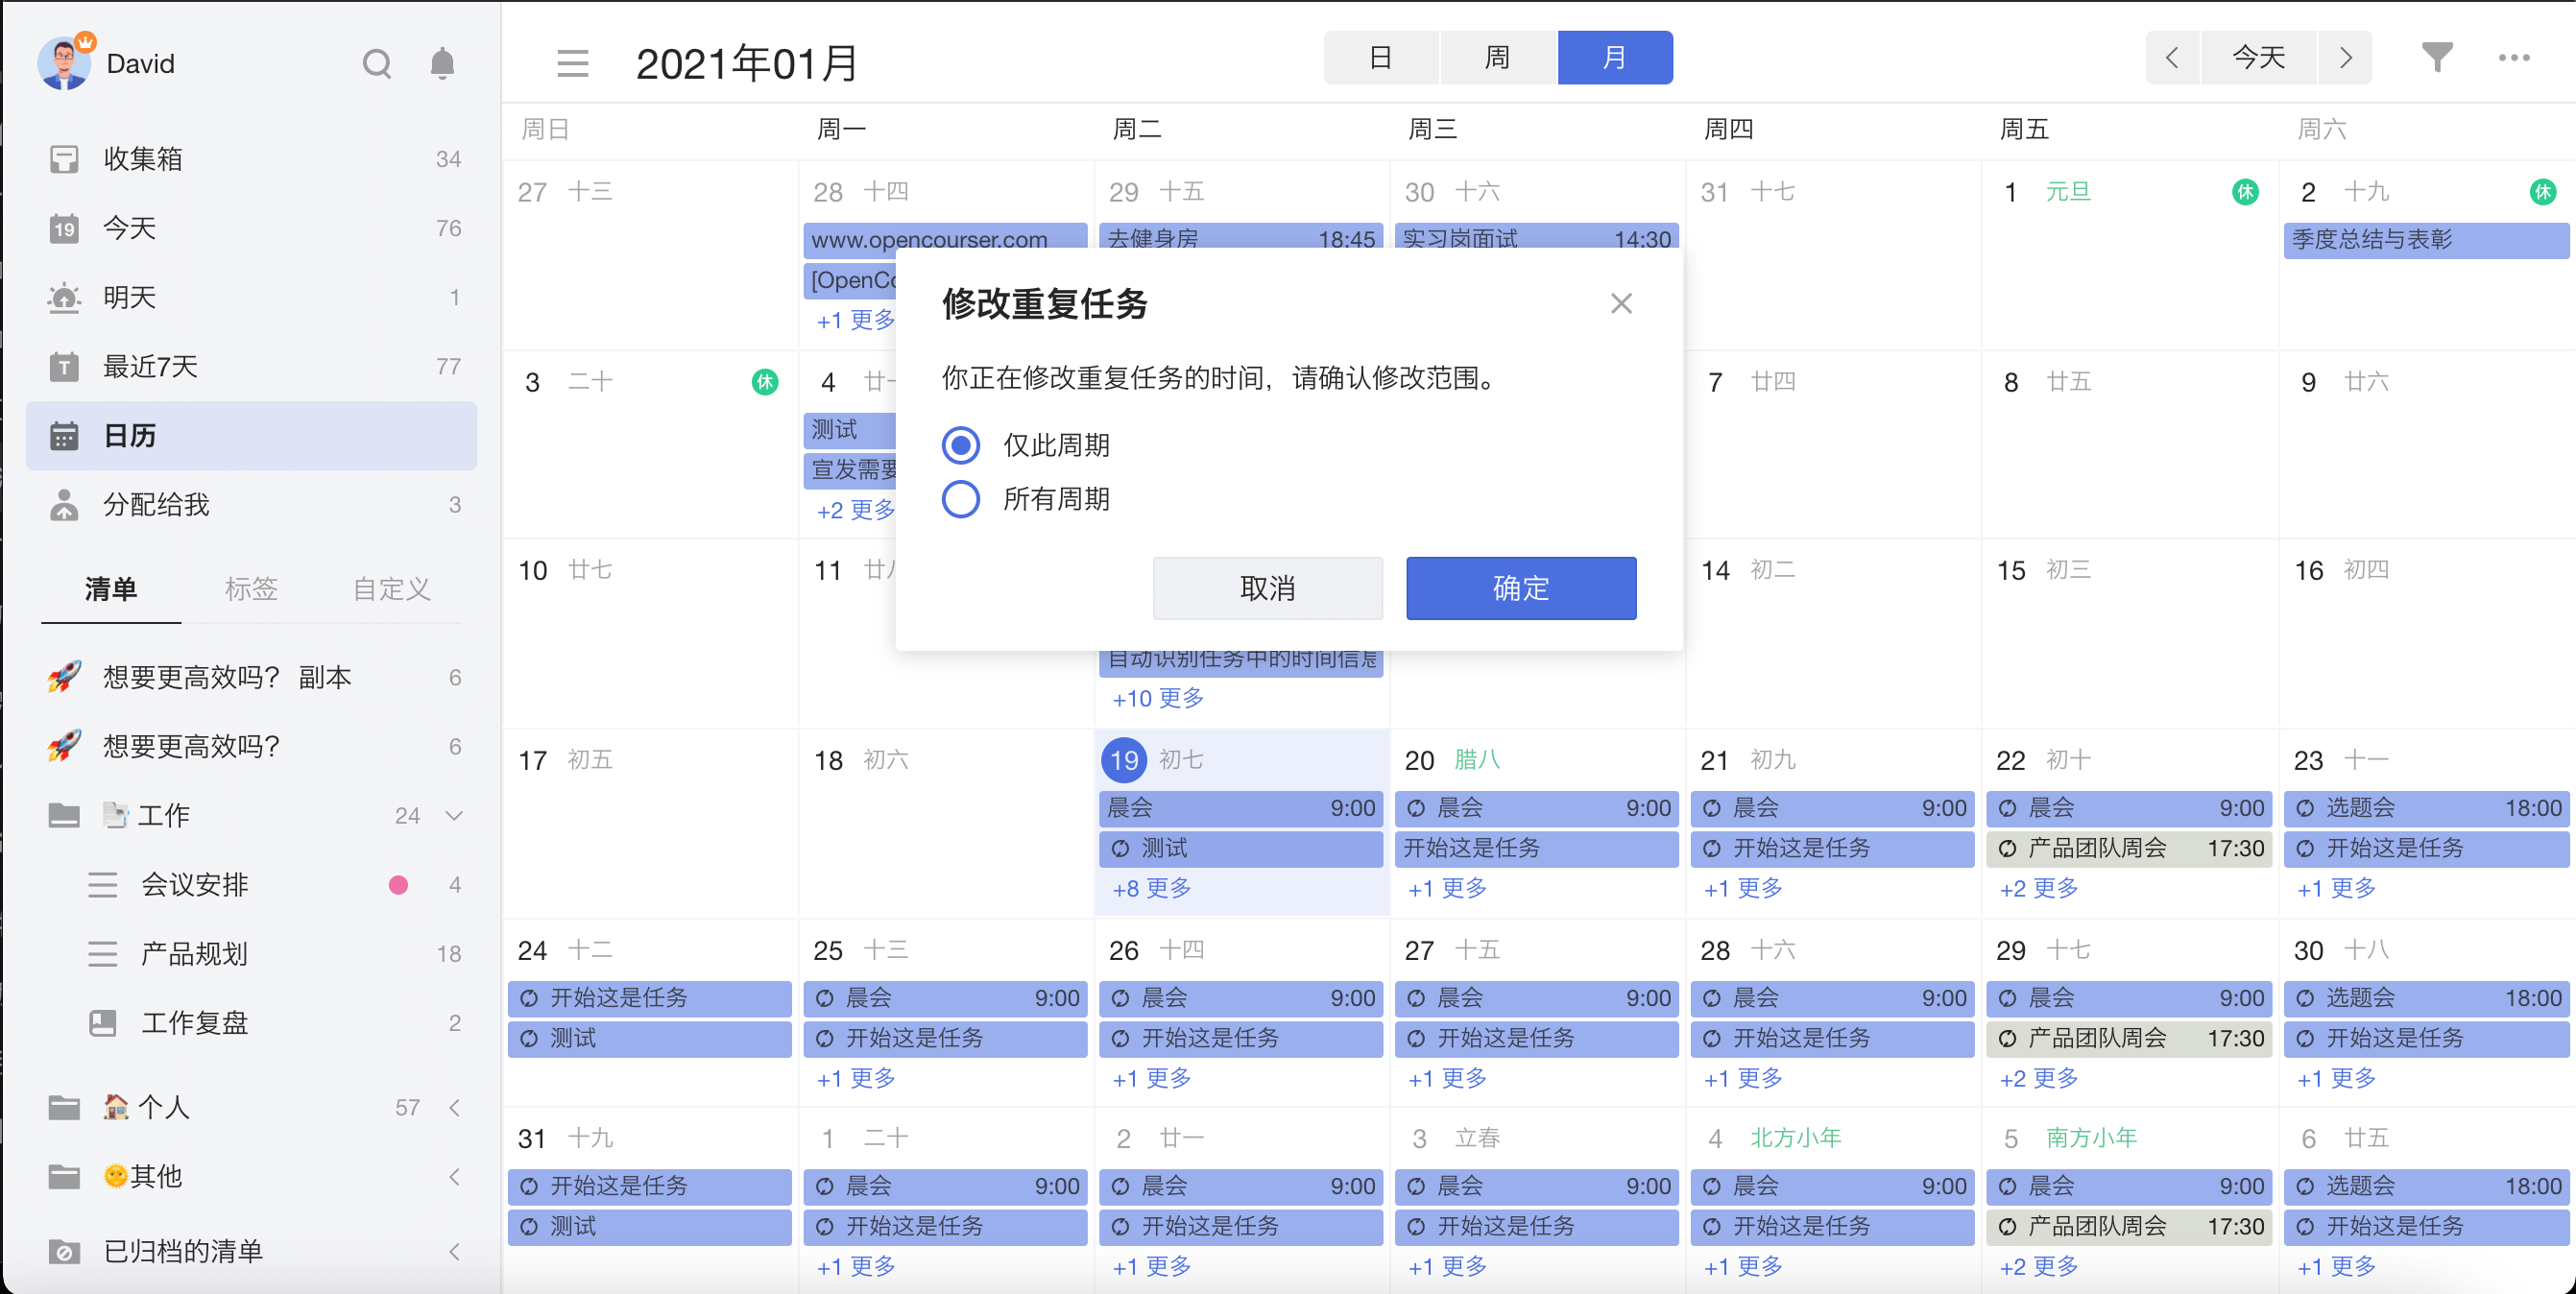 David
收集箱 34
今天 76
明天 1
最近7天 77
日历
分配给我 3
清单 标签 自定义
想要更高效吗? 副本 6
想要更高效吗? 6
工作 24
会议安排 4
产品规划 18
工作复盘 2
个人 57
其他
已归档的清单
2021年01月
日 周 月
今天
周日 周一 周二 周三 周四 周五 周六
27 十三 28 十四 29 十五 30 十六 31 十七 1 元旦 休 2 十九 休
www.opencourser.com 去健身房 18:45 实习岗面试 14:30 季度总结与表彰
[OpenCo
+1 更多
修改重复任务
你正在修改重复任务的时间，请确认修改范围。
仅此周期
所有周期
取消 确定
3 二十 休 4 廿一 7 廿四 8 廿五 9 廿六
测试
宣发需要
+2 更多
10 廿七 11 廿八 14 初二 15 初三 16 初四
自动识别任务中的时间信息
+10 更多
17 初五 18 初六 19 初七 20 腊八 21 初九 22 初十 23 十一
晨会 9:00 晨会 9:00 晨会 9:00 晨会 9:00 选题会 18:00
测试 开始这是任务 开始这是任务 产品团队周会 17:30 开始这是任务
+8 更多 +1 更多 +1 更多 +2 更多 +1 更多
24 十二 25 十三 26 十四 27 十五 28 十六 29 十七 30 十八
开始这是任务 晨会 9:00 晨会 9:00 晨会 9:00 晨会 9:00 晨会 9:00 选题会 18:00
测试 开始这是任务 开始这是任务 开始这是任务 开始这是任务 产品团队周会 17:30 开始这是任务
+1 更多 +1 更多 +1 更多 +1 更多 +2 更多 +1 更多
31 十九 1 二十 2 廿一 3 立春 4 北方小年 5 南方小年 6 廿五
开始这是任务 晨会 9:00 晨会 9:00 晨会 9:00 晨会 9:00 晨会 9:00 选题会 18:00
测试 开始这是任务 开始这是任务 开始这是任务 开始这是任务 产品团队周会 17:30 开始这是任务
+1 更多 +1 更多 +1 更多 +1 更多 +2 更多 +1 更多